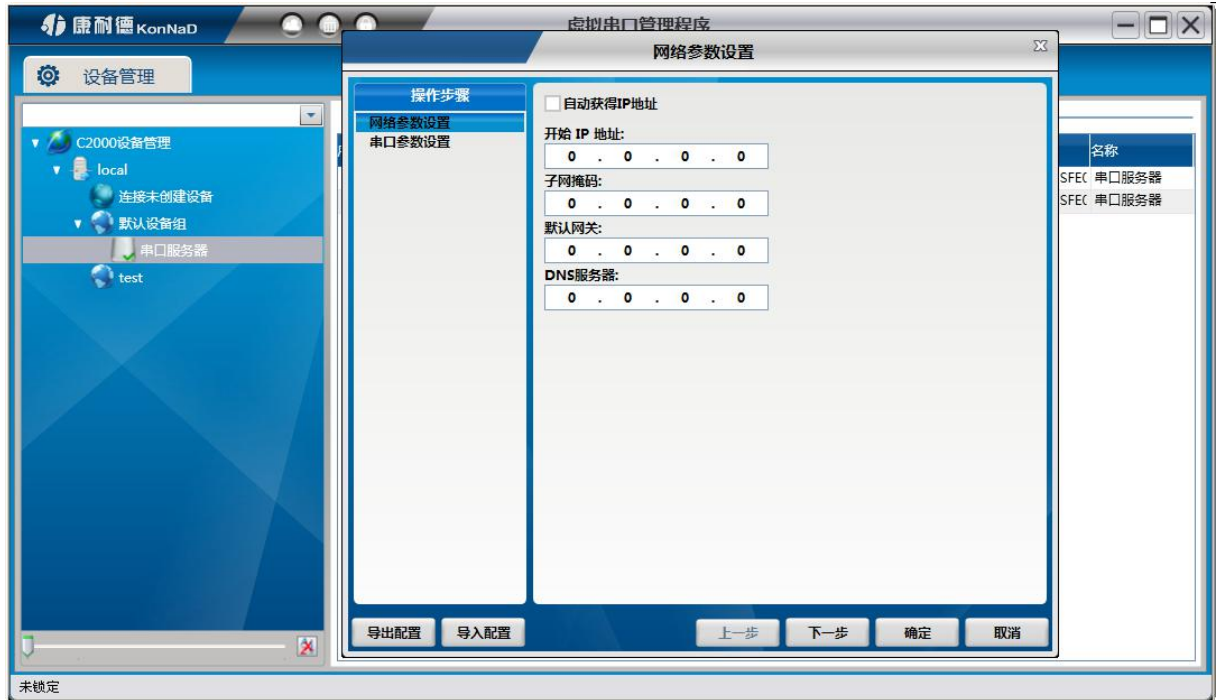 康耐德 KonNaD
虚拟串口管理程序
设备管理
C2000设备管理
local
连接未创建设备
默认设备组
串口服务器
test
网络参数设置
操作步骤
网络参数设置
串口参数设置
自动获得IP地址
开始 IP 地址:
0 . 0 . 0 . 0
子网掩码:
0 . 0 . 0 . 0
默认网关:
0 . 0 . 0 . 0
DNS服务器:
0 . 0 . 0 . 0
名称
串口服务器
串口服务器
导出配置 导入配置 上一步 下一步 确定 取消
未锁定